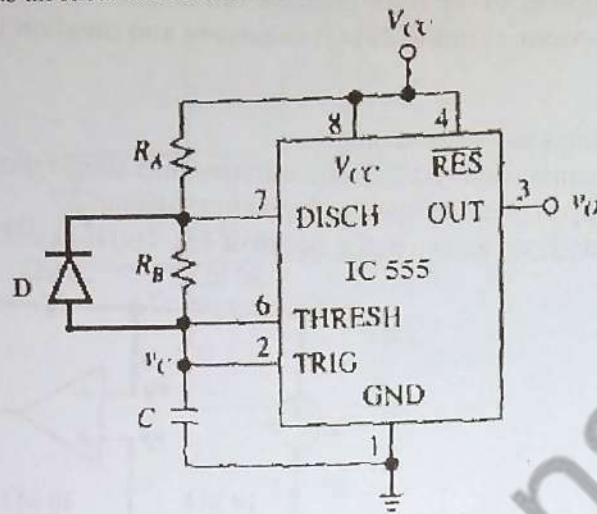 V_CC
8
4
R_A
V_CC
RES
3
7
DISCH
OUT
v_O
D
R_B
IC 555
6
THRESH
v_C
2
TRIG
C
GND
1